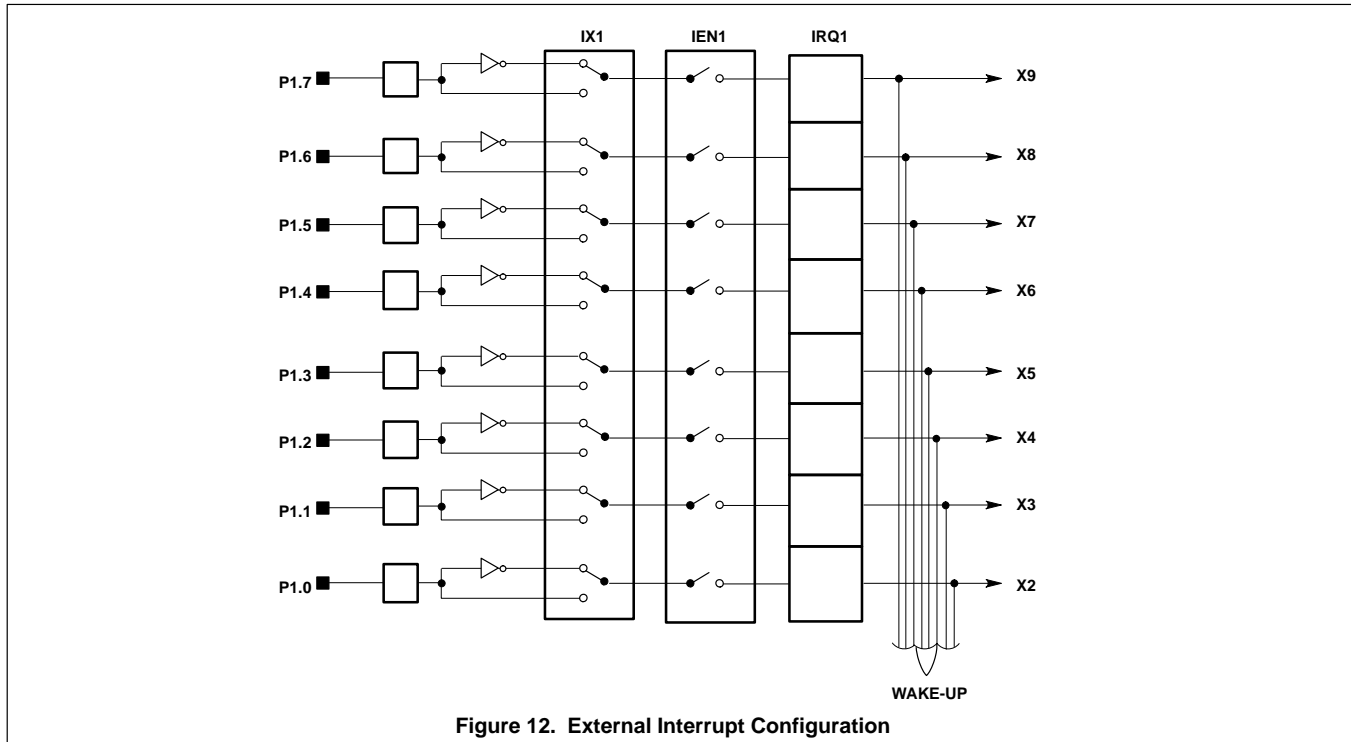 IX1 IEN1 IRQ1
P1.7 X9
P1.6 X8
P1.5 X7
P1.4 X6
P1.3 X5
P1.2 X4
P1.1 X3
P1.0 X2
WAKE-UP
Figure 12. External Interrupt Configuration